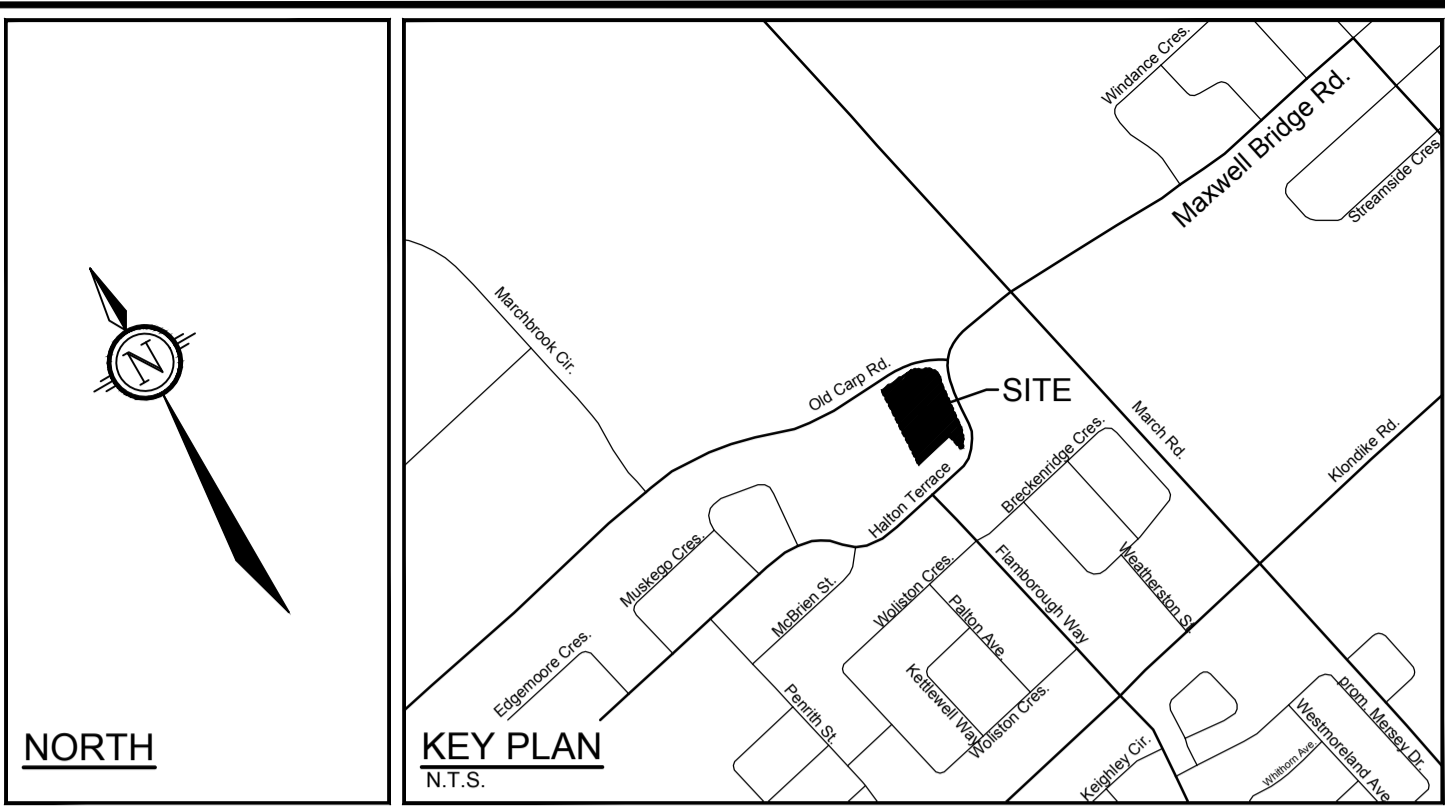 N
NORTH
Windance Cres.
Maxwell Bridge Rd.
Streamside Cres.
Marchbrook Cir.
Old Carp Rd.
SITE
March Rd.
Klondike Rd.
Breckenridge Cres.
Halton Terrace
Muskego Cres.
McBrien St.
Woliston Cres.
Flamborough Way
Weatherston St.
Palton Ave.
Edgemoore Cres.
Penrith St.
Kettlewell Way
Woliston Cres.
prom. Mersey Dr.
Westmoreland Ave
Whithorn Ave.
Keighley Cir.
KEY PLAN
N.T.S.